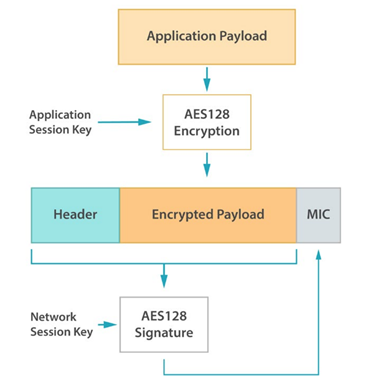 Application Payload
Application
Session Key
AES128
Encryption
Header
Encrypted Payload
MIC
Network
Session Key
AES128
Signature